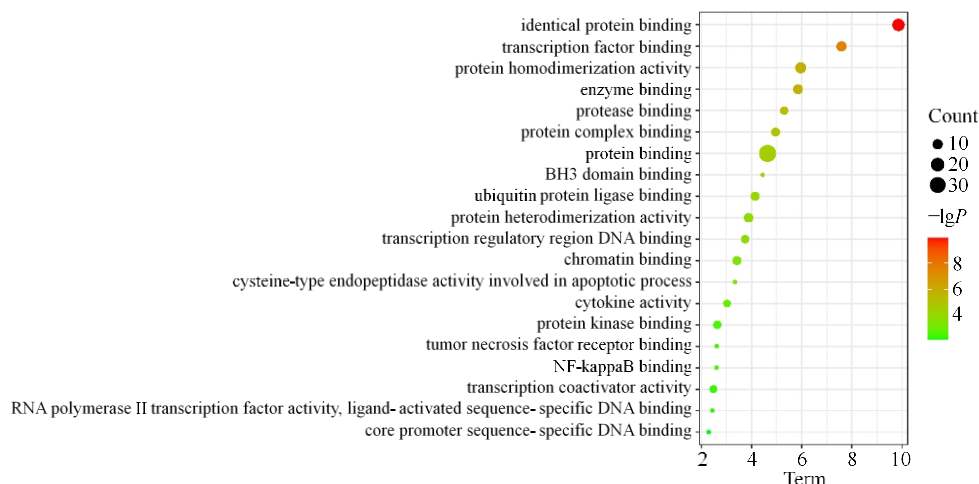 identical protein binding
transcription factor binding
protein homodimerization activity
enzyme binding
protease binding
protein complex binding
protein binding
BH3 domain binding
ubiquitin protein ligase binding
protein heterodimerization activity
transcription regulatory region DNA binding
chromatin binding
cysteine-type endopeptidase activity involved in apoptotic process
cytokine activity
protein kinase binding
tumor necrosis factor receptor binding
NF-kappaB binding
transcription coactivator activity
RNA polymerase II transcription factor activity, ligand- activated sequence- specific DNA binding
core promoter sequence- specific DNA binding
2 4 6 8 10
Term
Count
10
20
30
−lgP
8
6
4